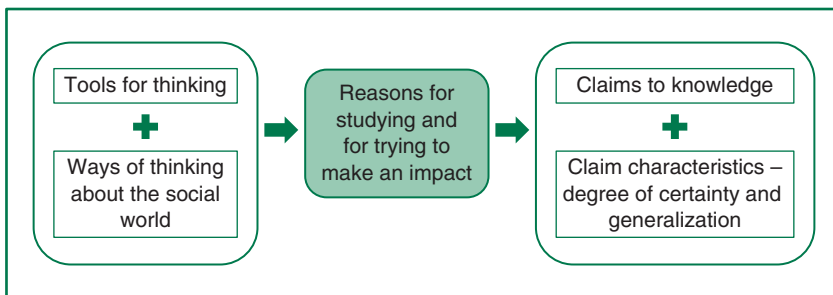 Tools for thinking
+
Ways of thinking
about the social
world
Reasons for
studying and
for trying to
make an impact
Claims to knowledge
+
Claim characteristics –
degree of certainty and
generalization